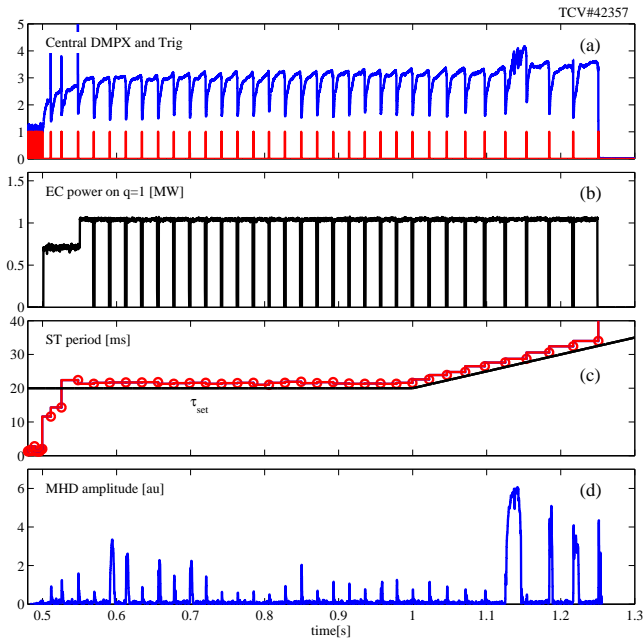 TCV#42357
5
4
3
2
1
0
Central DMPX and Trig
(a)
1.5
1
0.5
0
EC power on q=1 [MW]
(b)
40
30
20
10
0
ST period [ms]
(c)
τset
6
4
2
0
MHD amplitude [au]
(d)
0.5 0.6 0.7 0.8 0.9 1 1.1 1.2 1.3
time[s]